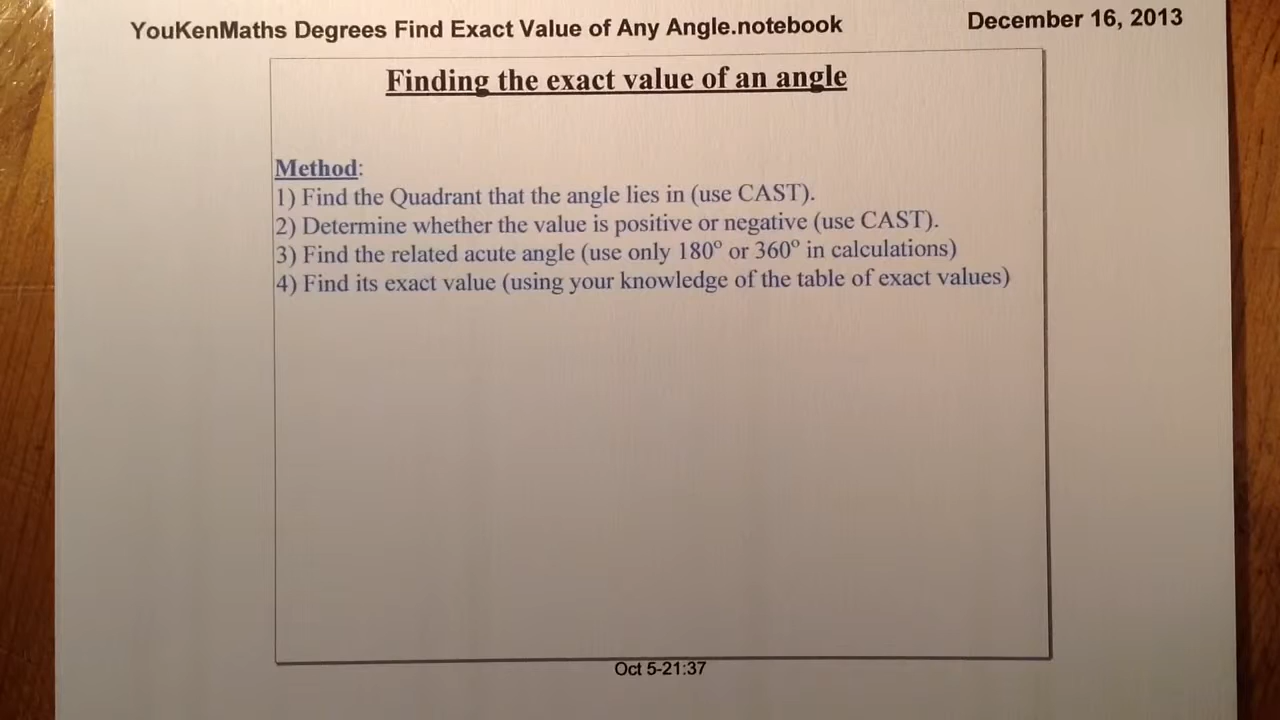 YouKenMaths Degrees Find Exact Value of Any Angle.notebook December 16, 2013
Finding the exact value of an angle
Method:
1) Find the Quadrant that the angle lies in (use CAST).
2) Determine whether the value is positive or negative (use CAST).
3) Find the related acute angle (use only 180° or 360° in calculations)
4) Find its exact value (using your knowledge of the table of exact values)
Oct 5-21:37